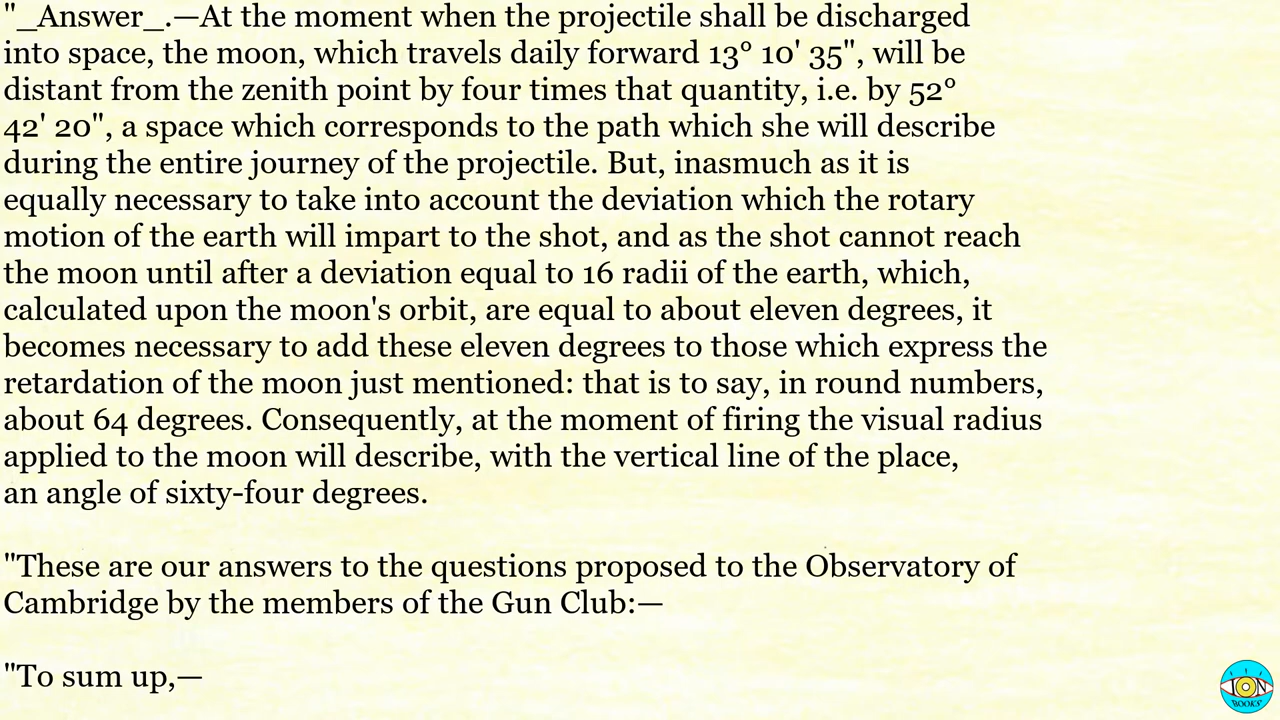 "_Answer_.—At the moment when the projectile shall be discharged
into space, the moon, which travels daily forward 13° 10' 35", will be
distant from the zenith point by four times that quantity, i.e. by 52°
42' 20", a space which corresponds to the path which she will describe
during the entire journey of the projectile. But, inasmuch as it is
equally necessary to take into account the deviation which the rotary
motion of the earth will impart to the shot, and as the shot cannot reach
the moon until after a deviation equal to 16 radii of the earth, which,
calculated upon the moon's orbit, are equal to about eleven degrees, it
becomes necessary to add these eleven degrees to those which express the
retardation of the moon just mentioned: that is to say, in round numbers,
about 64 degrees. Consequently, at the moment of firing the visual radius
applied to the moon will describe, with the vertical line of the place,
an angle of sixty-four degrees.
"These are our answers to the questions proposed to the Observatory of
Cambridge by the members of the Gun Club:—
"To sum up,—
ION
BOOKS